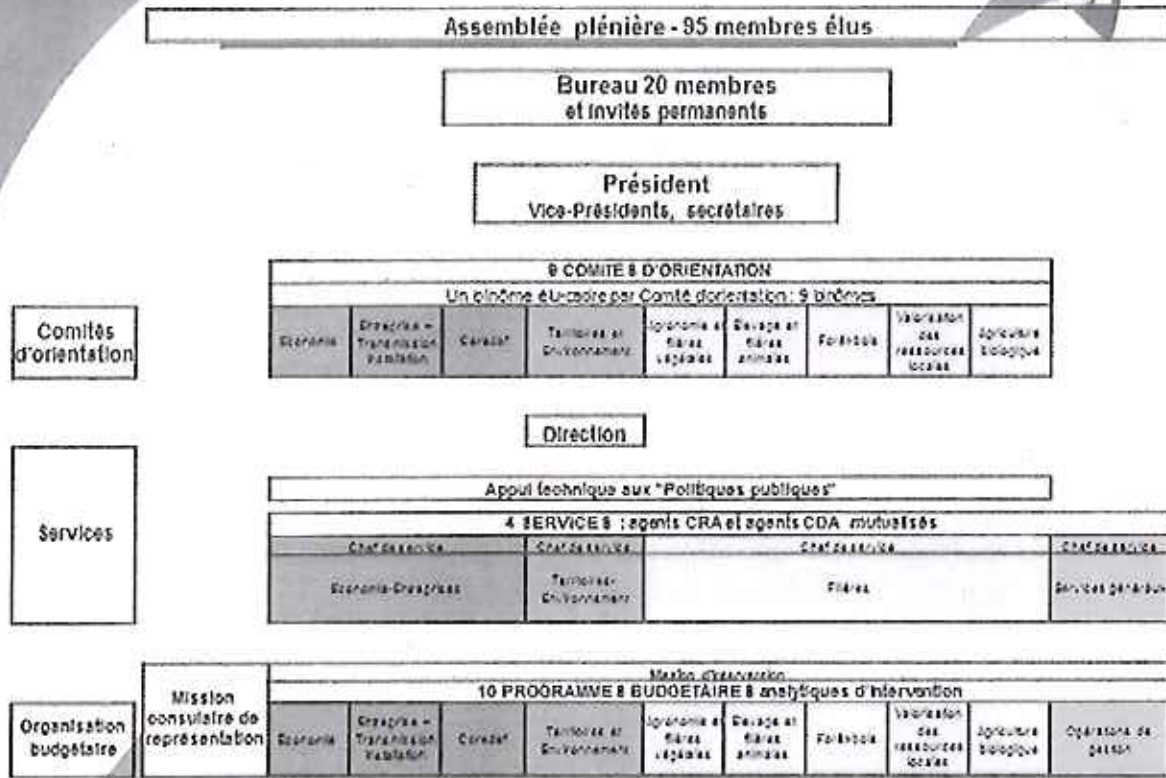 Assemblée plénière - 95 membres élus
Bureau 20 membres
et invités permanents
Président
Vice-Présidents, secrétaires
9 COMITES D'ORIENTATION
Un binôme élu-cadre par Comité d'orientation : 9 binômes
Comités
d'orientation
Economie
Entreprise –
Transmission
Installation
Territoires et
Environnement
Agronomie et
filières
végétales
Elevage et
filières
animales
Forêt-bois
Valorisation
des
ressources
locales
Agriculture
biologique
Direction
Services
Appui technique aux "Politiques publiques"
4 SERVICES : agents CRA et agents CDA mutualisés
Chef de service
Chef de service
Chef de service
Chef de service
Economie-Entreprises
Territoires-
Environnement
Filières
Services généraux
Organisation
budgétaire
Mission
consulaire de
représentation
Mission d'intervention
10 PROGRAMMES BUDGETAIRES analytiques d'intervention
Economie
Entreprise –
Transmission
Installation
Territoires et
Environnement
Agronomie et
filières
végétales
Elevage et
filières
animales
Forêt-bois
Valorisation
des
ressources
locales
Agriculture
biologique
Opérations de
gestion